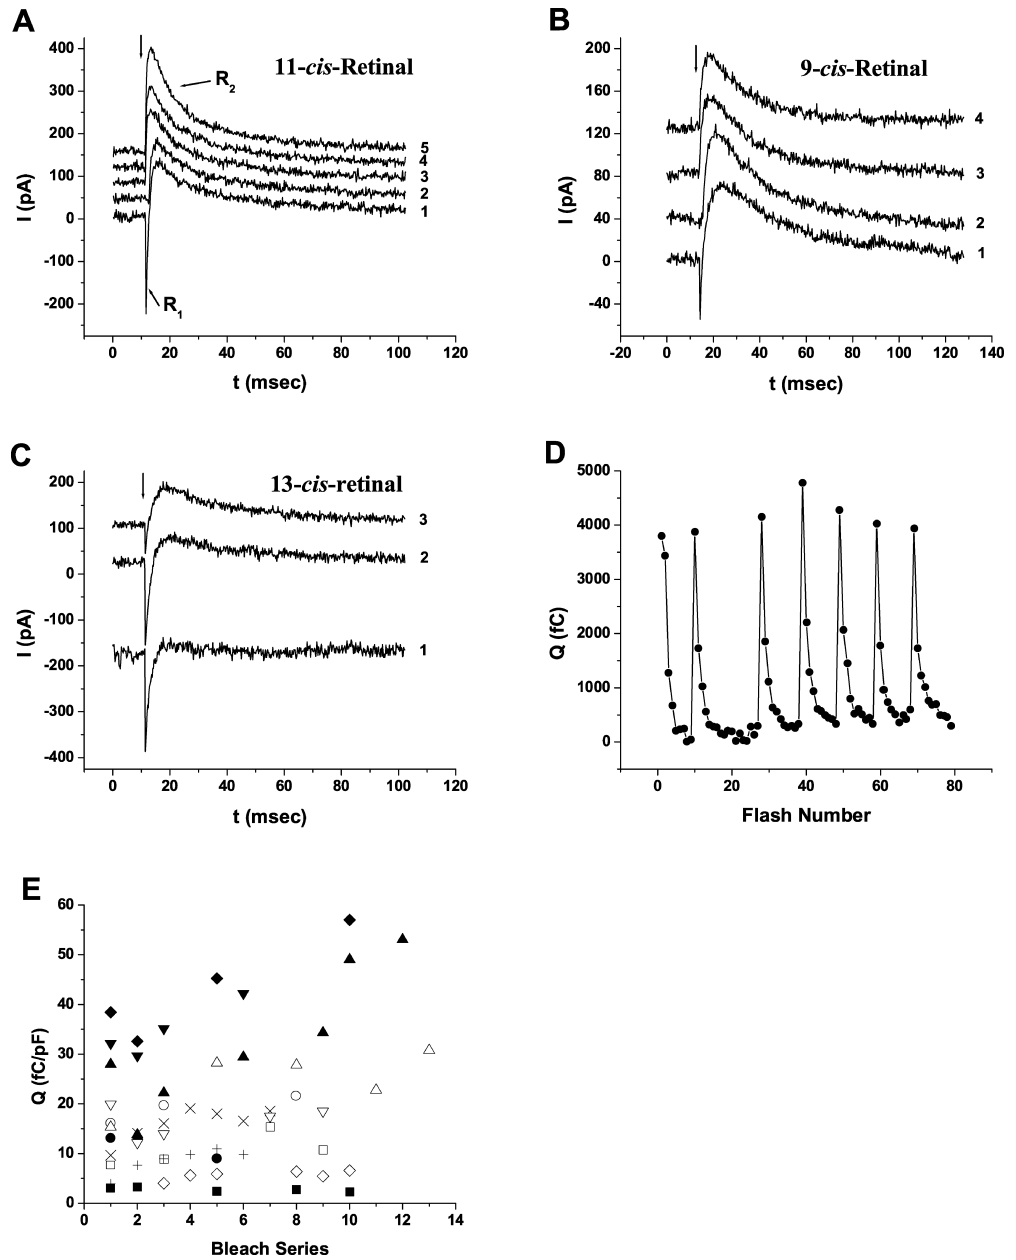 A
11-cis-Retinal
R2
R1
5
4
3
2
1
400
300
200
100
0
-100
-200
I (pA)
0 20 40 60 80 100 120
t (msec)
B
9-cis-Retinal
4
3
2
1
200
160
120
80
40
0
-40
I (pA)
-20 0 20 40 60 80 100 120 140
t (msec)
C
13-cis-retinal
3
2
1
200
100
0
-100
-200
-300
-400
I (pA)
0 20 40 60 80 100 120
t (msec)
D
5000
4000
3000
2000
1000
0
Q (fC)
0 20 40 60 80
Flash Number
E
60
50
40
30
20
10
0
Q (fC/pF)
0 2 4 6 8 10 12 14
Bleach Series